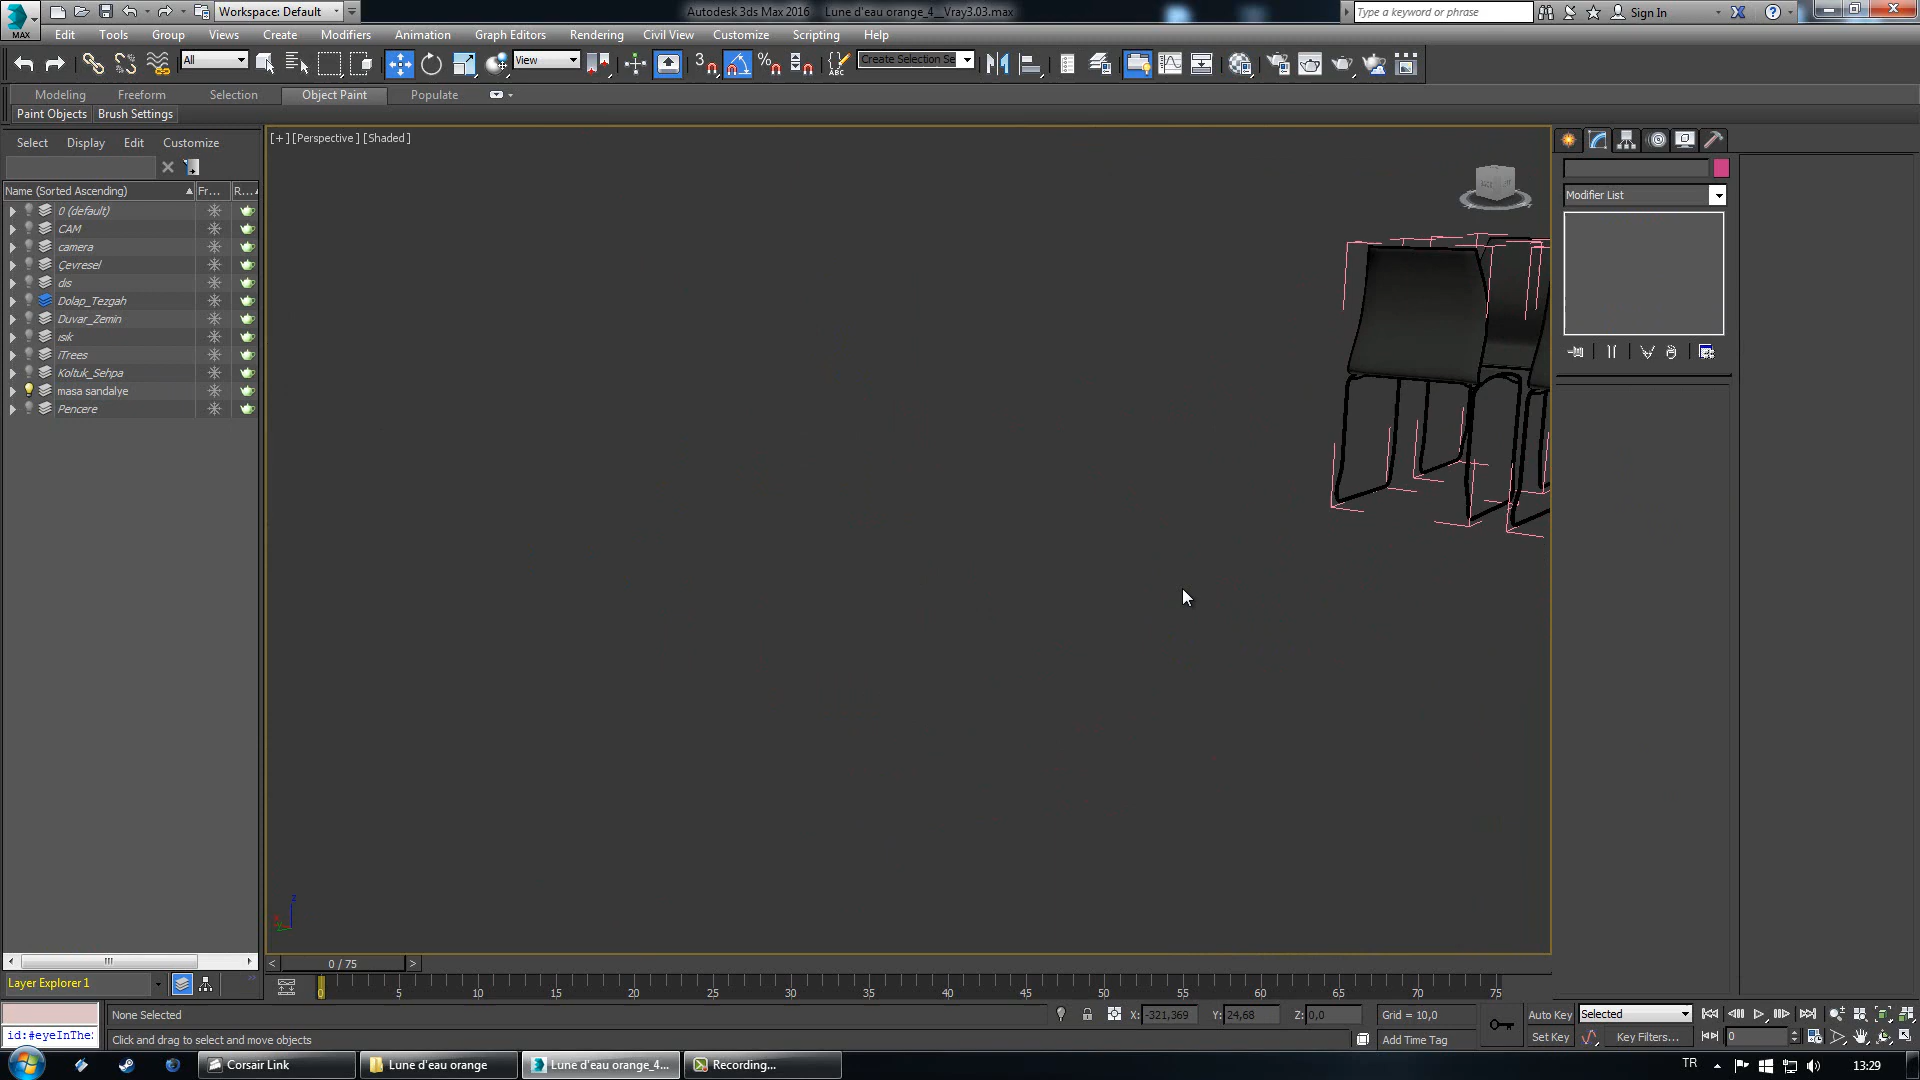 MAX
Workspace: Default
Autodesk 3ds Max 2016 Lune d'eau orange_4__Vray3.03.max
Type a keyword or phrase
Sign In
Edit Tools Group Views Create Modifiers Animation Graph Editors Rendering Civil View Customize Scripting Help
All
View
3
ABC
Create Selection Se
Modeling Freeform Selection Object Paint Populate
Paint Objects Brush Settings
Select Display Edit Customize
[+] [Perspective] [Shaded]
Name (Sorted Ascending) Fr... R...
Modifier List
0 (default)
CAM
camera
Çevresel
dıs
Dolap_Tezgah
Duvar_Zemin
ısık
iTrees
Koltuk_Sehpa
masa sandalye
Pencere
z
0 / 75
Layer Explorer 1
0 5 10 15 20 25 30 35 40 45 50 55 60 65 70 75
None Selected
X: -321,369 Y: 24,68 Z: 0,0 Grid = 10,0
Auto Key Selected
id:#eyeInThe:
Click and drag to select and move objects
Add Time Tag
Set Key Key Filters... 0
Corsair Link
Lune d'eau orange
Lune d'eau orange_4...
Recording...
TR 13:29